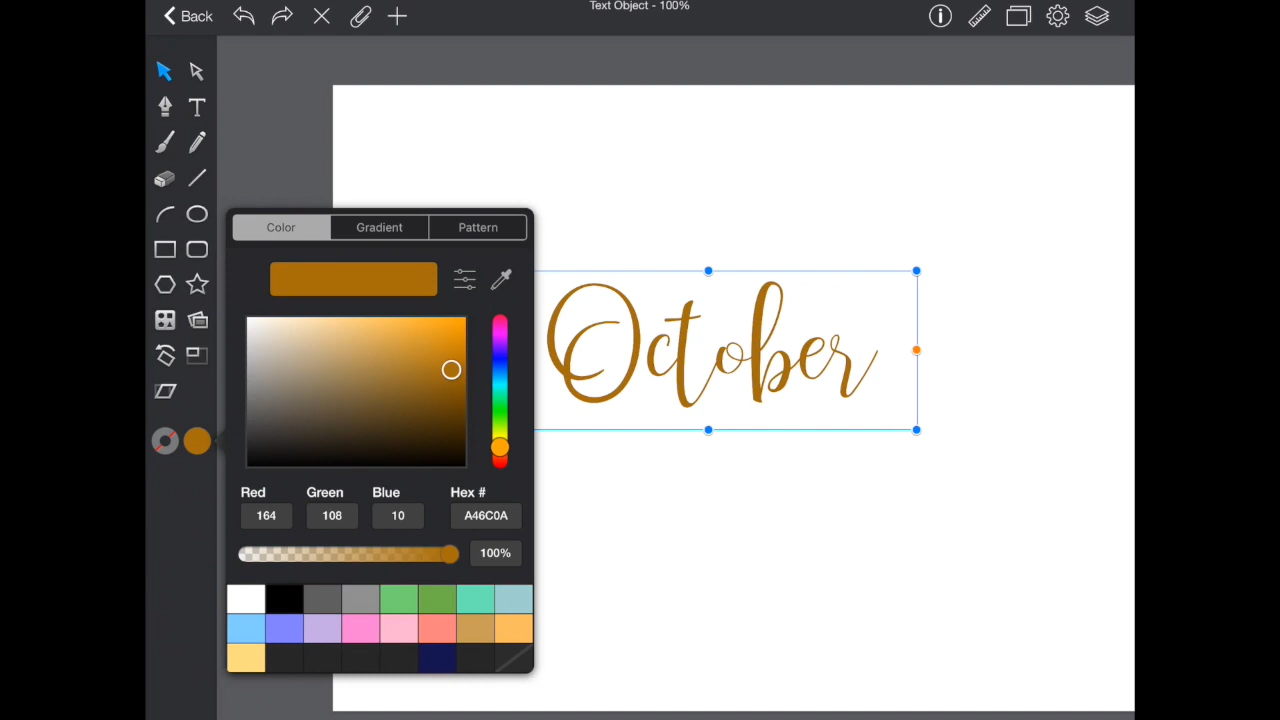 Text Object - 100%
Back
Color Gradient Pattern
October
Red Green Blue Hex #
164 108 10 A46C0A
100%